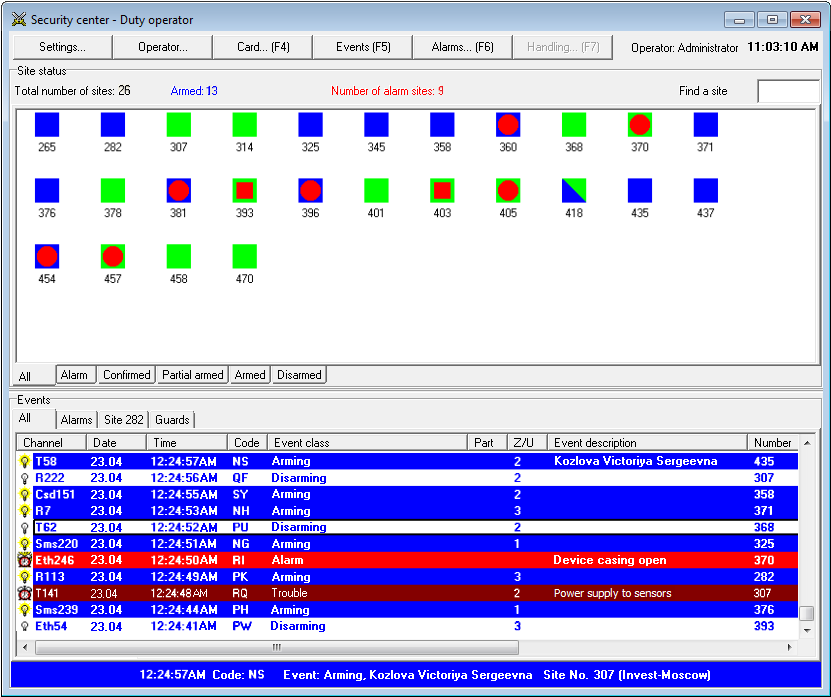 Security center - Duty operator
Settings... Operator... Card... (F4) Events (F5) Alarms... (F6) Handling... (F7) Operator: Administrator 11:03:10 AM
Site status
Total number of sites: 26 Armed: 13 Number of alarm sites: 9 Find a site
265 282 307 314 325 345 358 360 368 370 371
376 378 381 393 396 401 403 405 418 435 437
454 457 458 470
All Alarm Confirmed Partial armed Armed Disarmed
Events
All Alarms Site 282 Guards
Channel Date Time Code Event class Part Z/U Event description Number
T58 23.04 12:24:57AM NS Arming 2 Kozlova Victoriya Sergeevna 435
R222 23.04 12:24:56AM QF Disarming 2 307
Csd151 23.04 12:24:55AM SY Arming 2 358
R7 23.04 12:24:53AM NH Arming 3 371
T62 23.04 12:24:52AM PU Disarming 2 368
Sms220 23.04 12:24:51AM NG Arming 1 325
Eth246 23.04 12:24:50AM RI Alarm Device casing open 370
R113 23.04 12:24:49AM PK Arming 3 282
T141 23.04 12:24:48AM RQ Trouble 2 Power supply to sensors 307
Sms239 23.04 12:24:44AM PH Arming 1 376
Eth54 23.04 12:24:41AM PW Disarming 3 393
12:24:57AM Code: NS Event: Arming, Kozlova Victoriya Sergeevna Site No. 307 (Invest-Moscow)